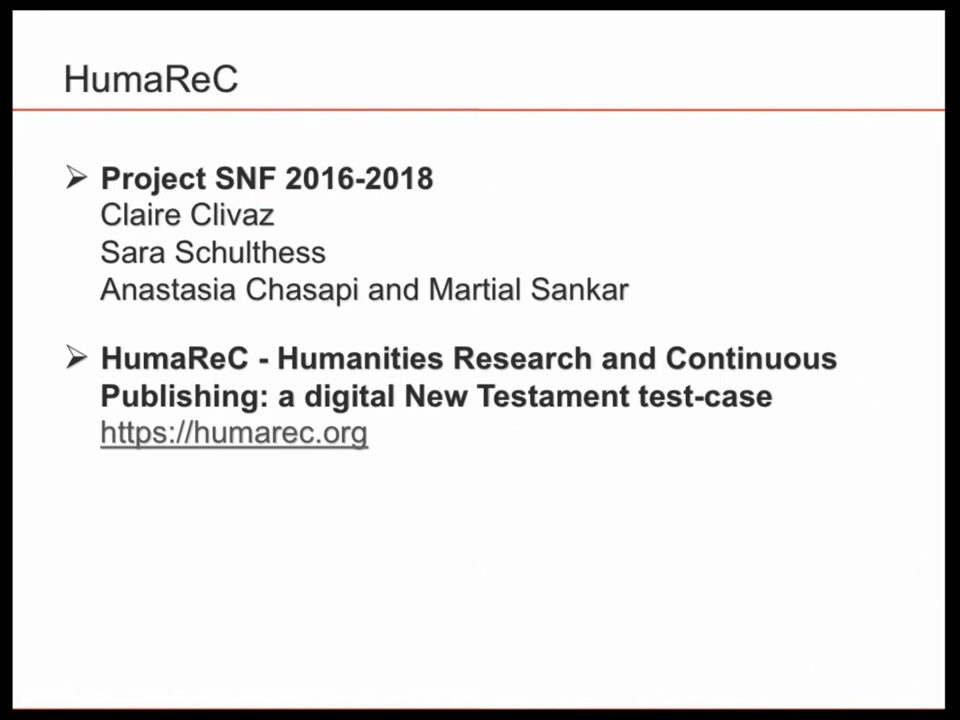 HumaReC
➢ Project SNF 2016-2018
Claire Clivaz
Sara Schulthess
Anastasia Chasapi and Martial Sankar
➢ HumaReC - Humanities Research and Continuous
Publishing: a digital New Testament test-case
https://humarec.org